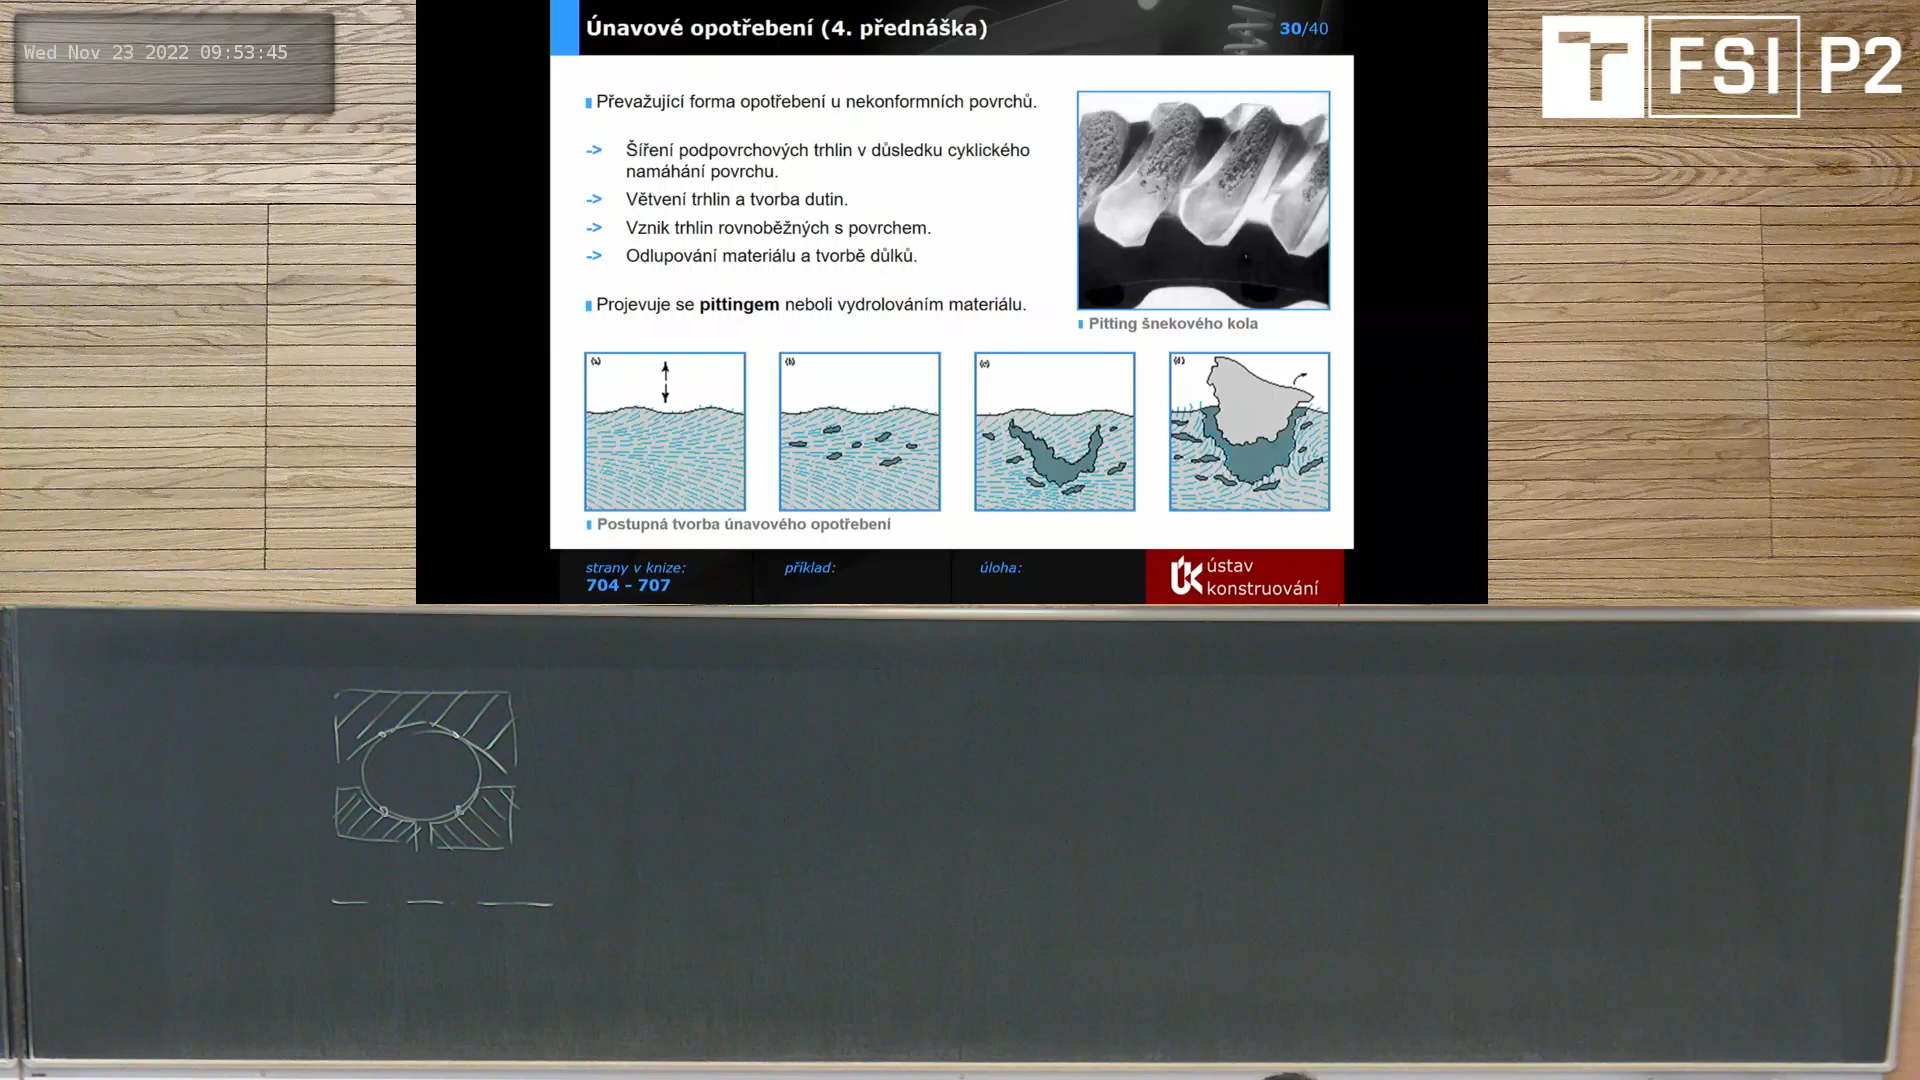 Wed Nov 23 2022 09:53:45
Únavové opotřebení (4. přednáška)
30/40
T FSI P2
Převažující forma opotřebení u nekonformních povrchů.
-> Šíření podpovrchových trhlin v důsledku cyklického
namáhání povrchu.
-> Větvení trhlin a tvorba dutin.
-> Vznik trhlin rovnoběžných s povrchem.
-> Odlupování materiálu a tvorbě důlků.
Projevuje se pittingem neboli vydrolováním materiálu.
Pitting šnekového kola
(a)
(b)
(c)
(d)
Postupná tvorba únavového opotřebení
strany v knize:
704 - 707
příklad:
úloha:
ÚK ústav
konstruování